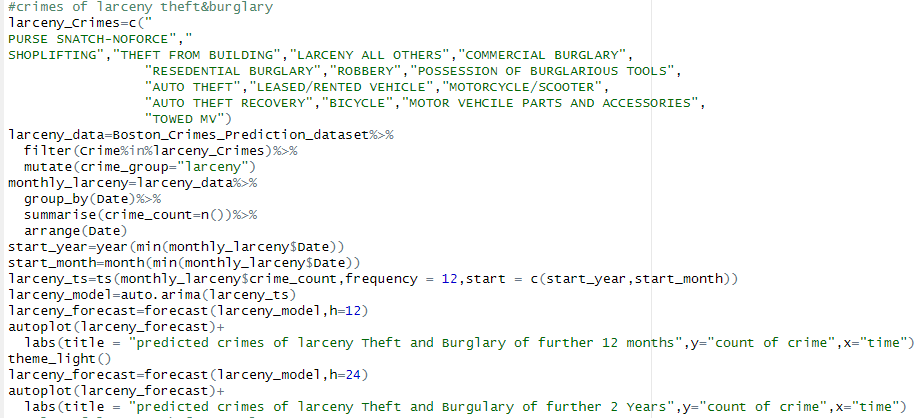 #crimes of larceny theft&burglary
larceny_Crimes=c("
PURSE SNATCH-NOFORCE","
SHOPLIFTING","THEFT FROM BUILDING","LARCENY ALL OTHERS","COMMERCIAL BURGLARY",
"RESEDENTIAL BURGLARY","ROBBERY","POSSESSION OF BURGLARIOUS TOOLS",
"AUTO THEFT","LEASED/RENTED VEHICLE","MOTORCYCLE/SCOOTER",
"AUTO THEFT RECOVERY","BICYCLE","MOTOR VEHCILE PARTS AND ACCESSORIES",
"TOWED MV")
larceny_data=Boston_Crimes_Prediction_dataset%>%
filter(Crime%in%larceny_Crimes)%>%
mutate(crime_group="larceny")
monthly_larceny=larceny_data%>%
group_by(Date)%>%
summarise(crime_count=n())%>%
arrange(Date)
start_year=year(min(monthly_larceny$Date))
start_month=month(min(monthly_larceny$Date))
larceny_ts=ts(monthly_larceny$crime_count,frequency = 12,start = c(start_year,start_month))
larceny_model=auto.arima(larceny_ts)
larceny_forecast=forecast(larceny_model,h=12)
autoplot(larceny_forecast)+
labs(title = "predicted crimes of larceny Theft and Burglary of further 12 months",y="count of crime",x="time")
theme_light()
larceny_forecast=forecast(larceny_model,h=24)
autoplot(larceny_forecast)+
labs(title = "predicted crimes of larceny Theft and Burgulary of further 2 Years",y="count of crime",x="time")